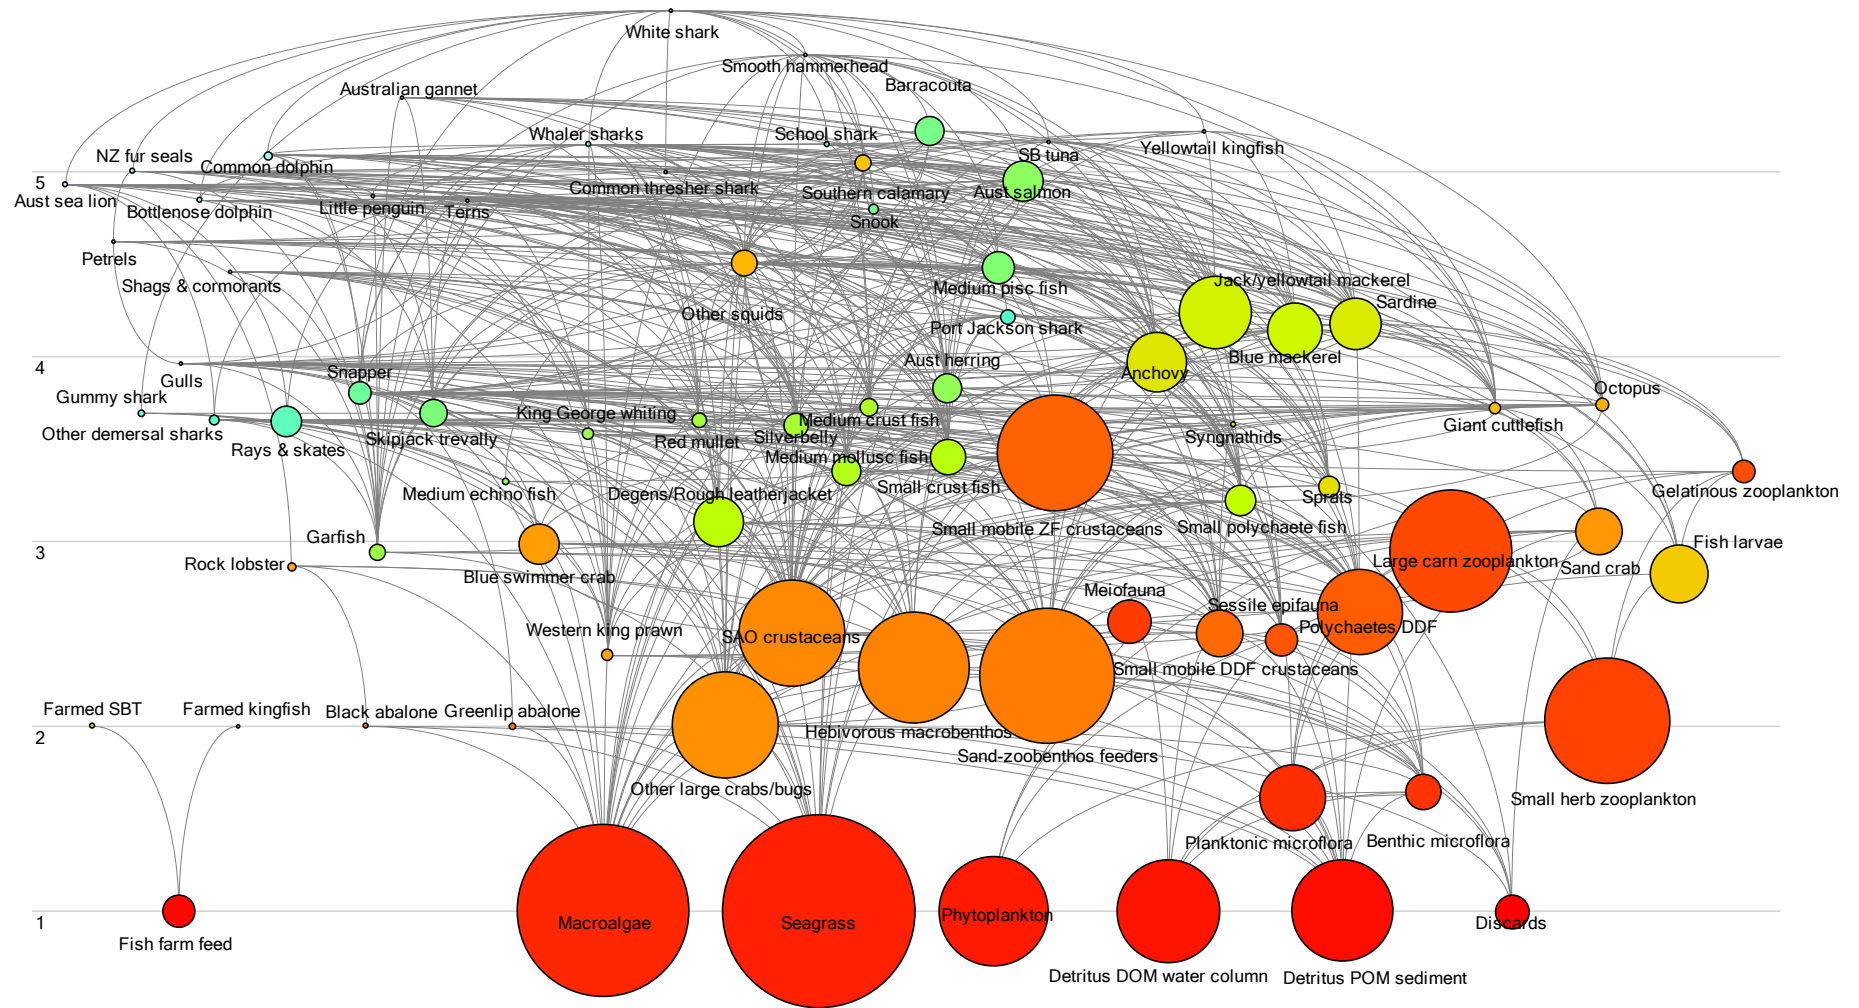 White shark
Smooth hammerhead
Barracouta
Australian gannet
Whaler sharks
School shark
Yellowtail kingfish
SB tuna
NZ fur seals
Common dolphin
5
Common thresher shark
Southern calamary
Aust salmon
Aust sea lion
Bottlenose dolphin
Little penguin
Terns
Snook
Petrels
Shags & cormorants
Medium pisc fish
Jack/yellowtail mackerel
Sardine
Other squids
Port Jackson shark
Blue mackerel
4
Aust herring
Anchovy
Gulls
Snapper
Octopus
Gummy shark
King George whiting
Medium crust fish
Giant cuttlefish
Other demersal sharks
Skipjack trevally
Red mullet
Silverbelly
Syngnathids
Rays & skates
Medium mollusc fish
Medium echino fish
Degens/Rough leatherjacket
Small crust fish
Sprats
Gelatinous zooplankton
Small mobile ZF crustaceans
Small polychaete fish
Garfish
3
Fish larvae
Rock lobster
Blue swimmer crab
Large carn zooplankton
Sand crab
Meiofauna
Sessile epifauna
Western king prawn
SAO crustaceans
Polychaetes DDF
Small mobile DDF crustaceans
Farmed SBT
Farmed kingfish
Black abalone
Greenlip abalone
2
Hebivorous macrobenthos
Sand-zoobenthos feeders
Other large crabs/bugs
Small herb zooplankton
Planktonic microflora
Benthic microflora
1
Macroalgae
Seagrass
Phytoplankton
Discards
Fish farm feed
Detritus DOM water column
Detritus POM sediment